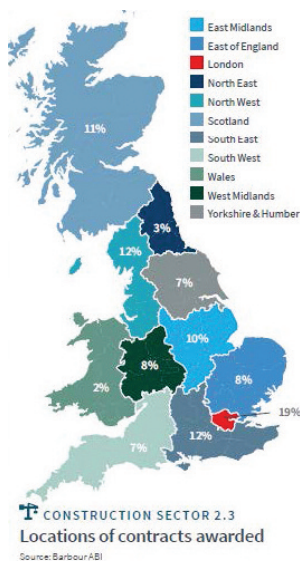 East Midlands
East of England
London
North East
North West
Scotland
South East
South West
Wales
West Midlands
Yorkshire & Humber
11%
3%
12%
7%
10%
8%
8%
2%
19%
12%
7%
CONSTRUCTION SECTOR 2.3
Locations of contracts awarded
Source: Barbour ABI